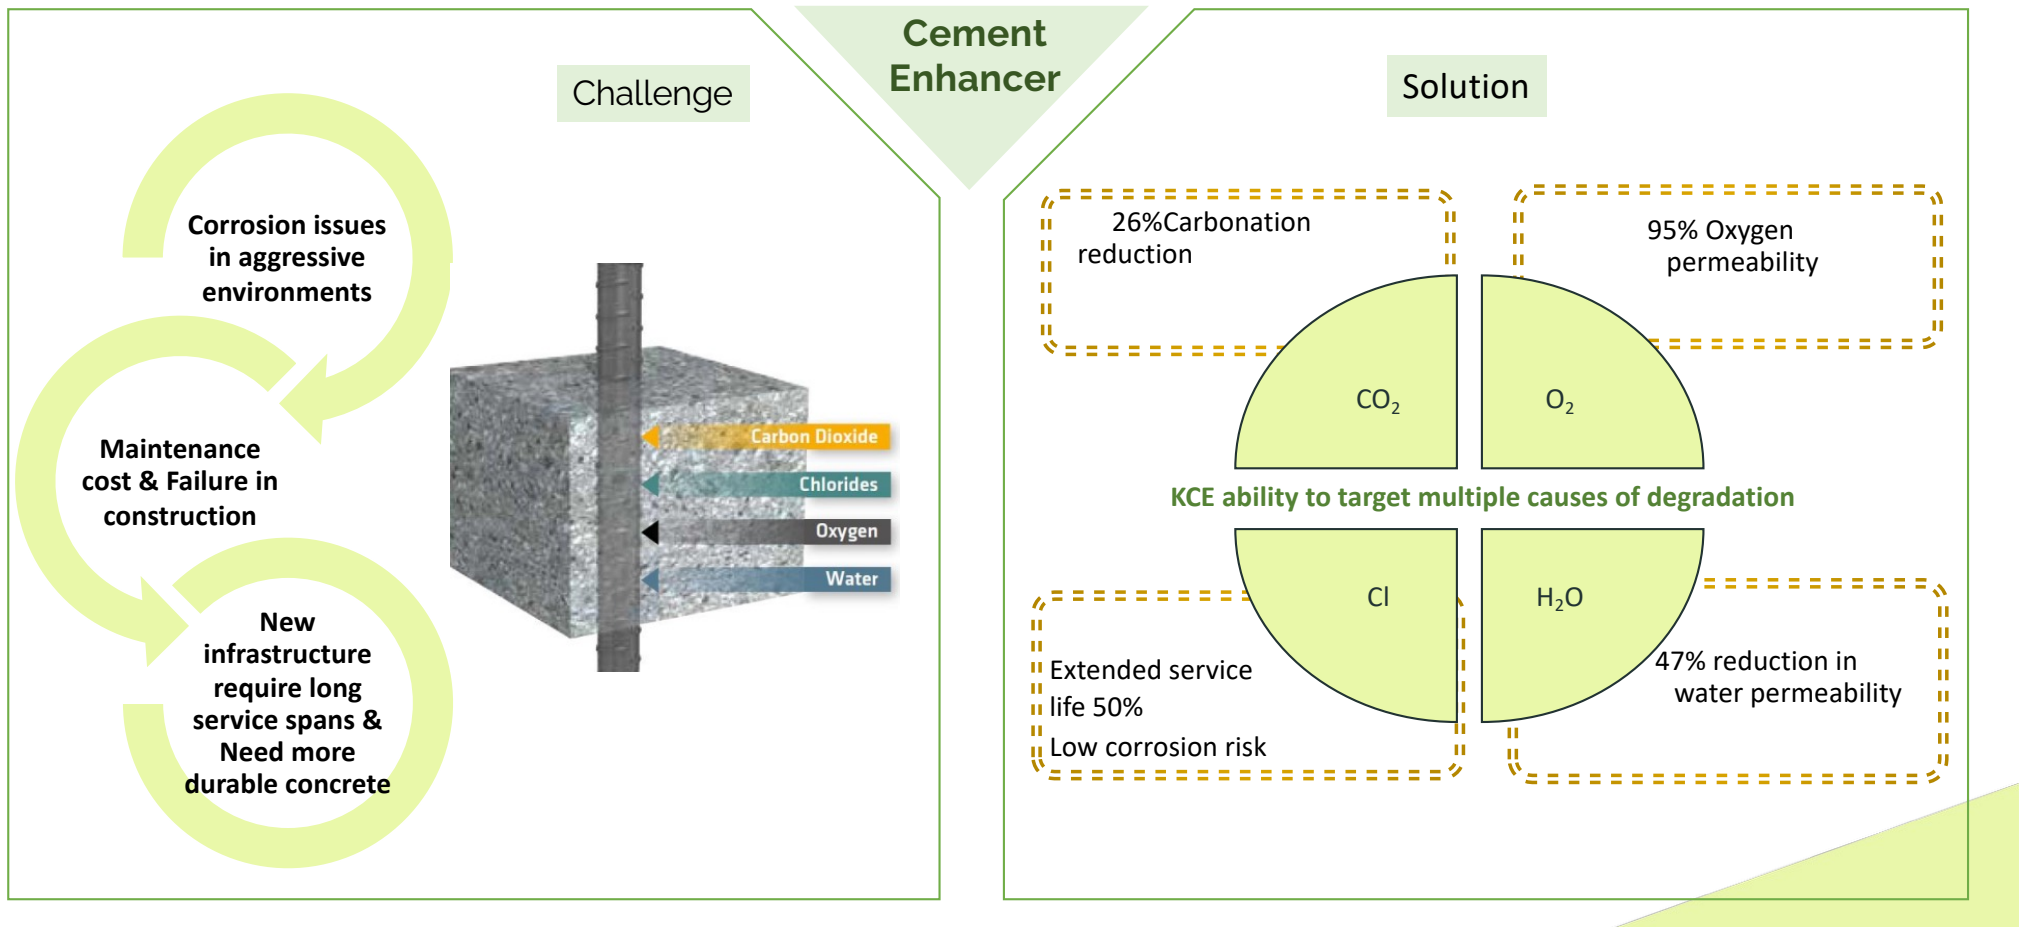 Cement
Enhancer
Challenge
Corrosion issues
in aggressive
environments
Maintenance
cost & Failure in
construction
New
infrastructure
require long
service spans &
Need more
durable concrete
Carbon Dioxide
Chlorides
Oxygen
Water
Solution
26%Carbonation
reduction
95% Oxygen
permeability
CO₂
O₂
KCE ability to target multiple causes of degradation
Cl
H₂O
Extended service
life 50%
Low corrosion risk
47% reduction in
water permeability